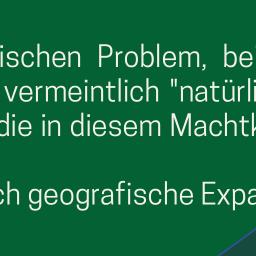 ischen Problem, be
vermeintlich "natürli
die in diesem Machtk
ch geografische Expa